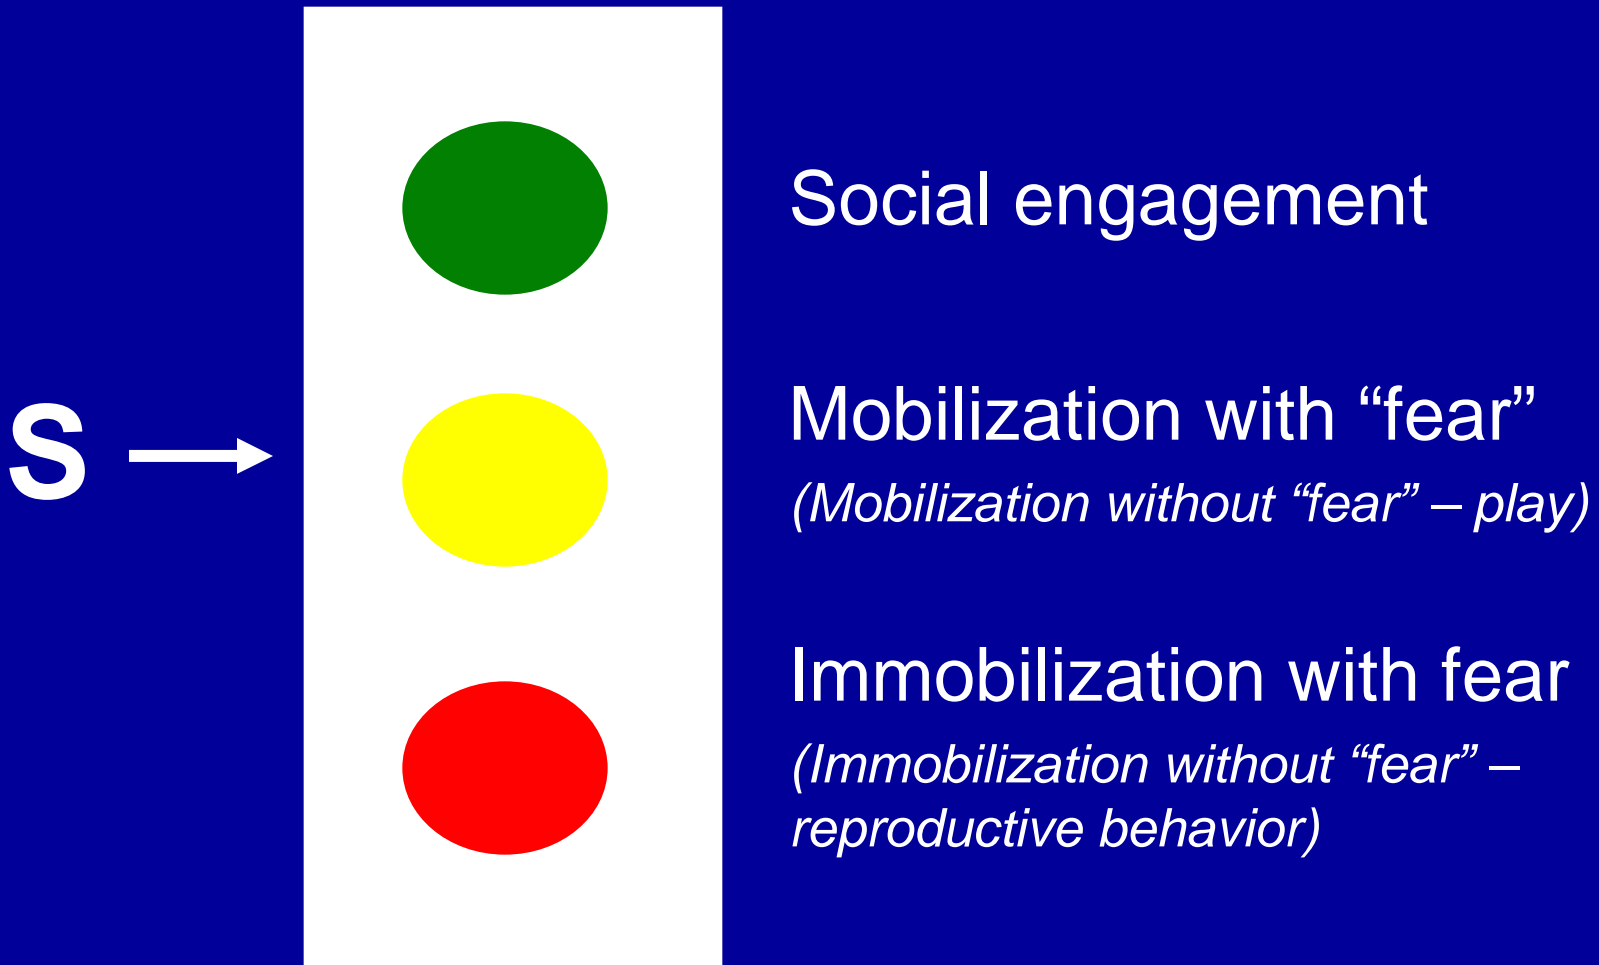 Social engagement
S
Mobilization with “fear”
(Mobilization without “fear” – play)
Immobilization with fear
(Immobilization without “fear” –
reproductive behavior)